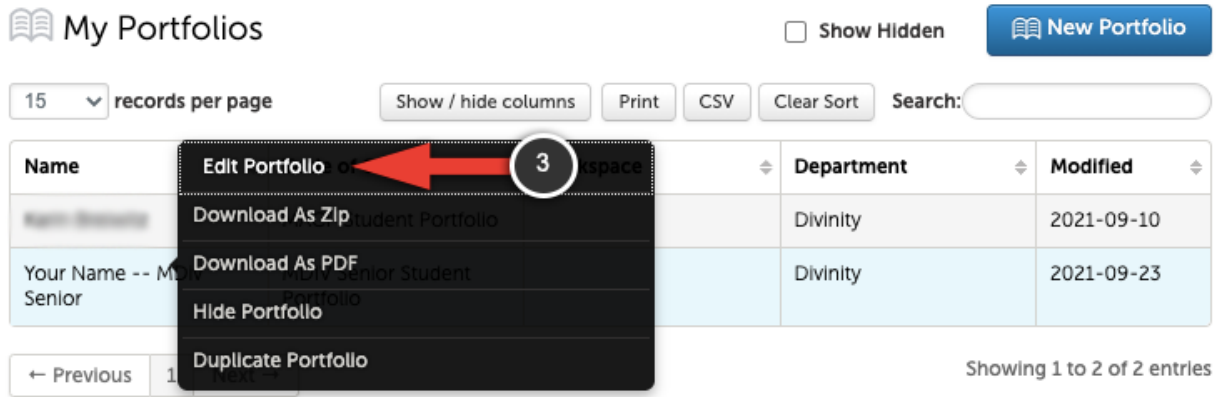 My Portfolios
Show Hidden
New Portfolio
15 records per page
Show / hide columns
Print
CSV
Clear Sort
Search:
Name
Department
Modified
Edit Portfolio
3
Download As Zip
Student Portfolio
Divinity
2021-09-10
Download As PDF
Your Name -- MDiv
Senior
MDIV Senior Student
Portfolio
Divinity
2021-09-23
Hide Portfolio
Duplicate Portfolio
← Previous
1
Next →
Showing 1 to 2 of 2 entries